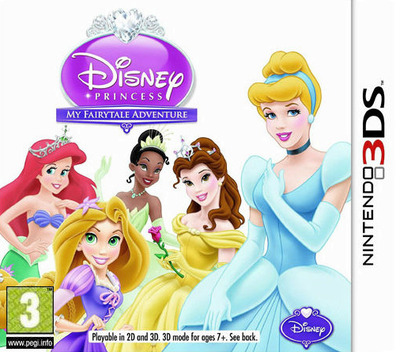 Disney
PRINCESS
MY FAIRYTALE ADVENTURE
NINTENDO 3DS
TM
3
www.pegi.info
Playable in 2D and 3D. 3D mode for ages 7+. See back.
Disney